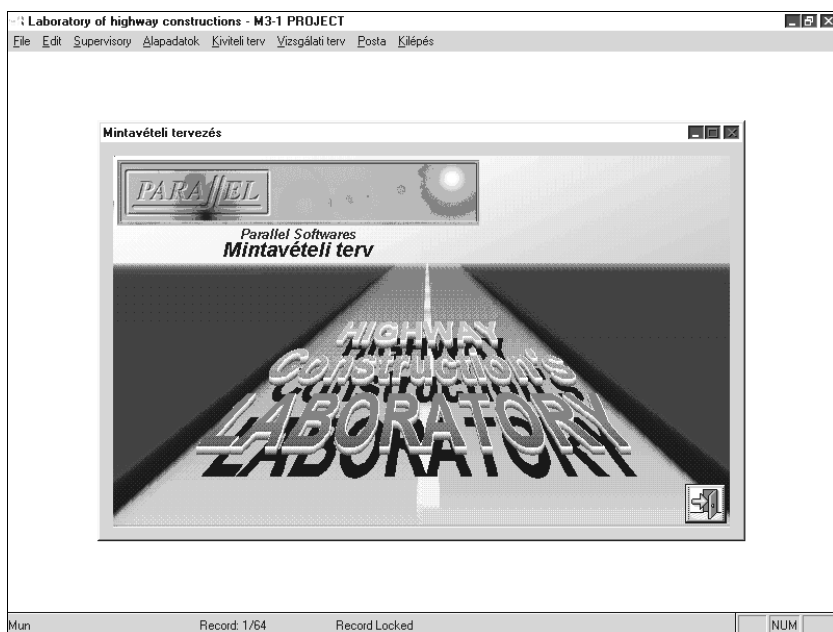 Laboratory of highway constructions - M3-1 PROJECT
File Edit Supervisory Alapadatok Kiviteli terv Vizsgálati terv Posta Kilépés
Mintavételi tervezés
PARALLEL
Parallel Softwares
Mintavételi terv
HIGHWAY
Construction's
LABORATORY
Mun Record: 1/64 Record Locked NUM